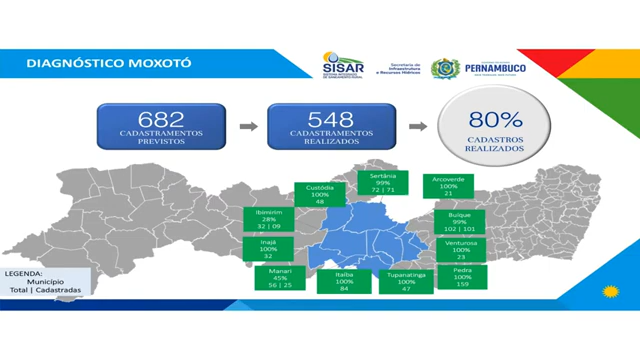 DIAGNÓSTICO MOXOTÓ
SISAR
Secretaria de
Infraestrutura
e Recursos Hídricos
PERNAMBUCO
682
CADASTRAMENTOS
PREVISTOS
548
CADASTRAMENTOS
REALIZADOS
80%
CADASTROS
REALIZADOS
Sertânia
99%
72 | 71
Arcoverde
100%
21
Custódia
100%
48
Ibimirim
28%
32 | 09
Buíque
99%
102 | 101
Inajá
100%
32
Venturosa
100%
23
Manari
45%
56 | 25
Itaíba
100%
84
Tupanatinga
100%
47
Pedra
100%
159
LEGENDA:
Município
Total | Cadastradas